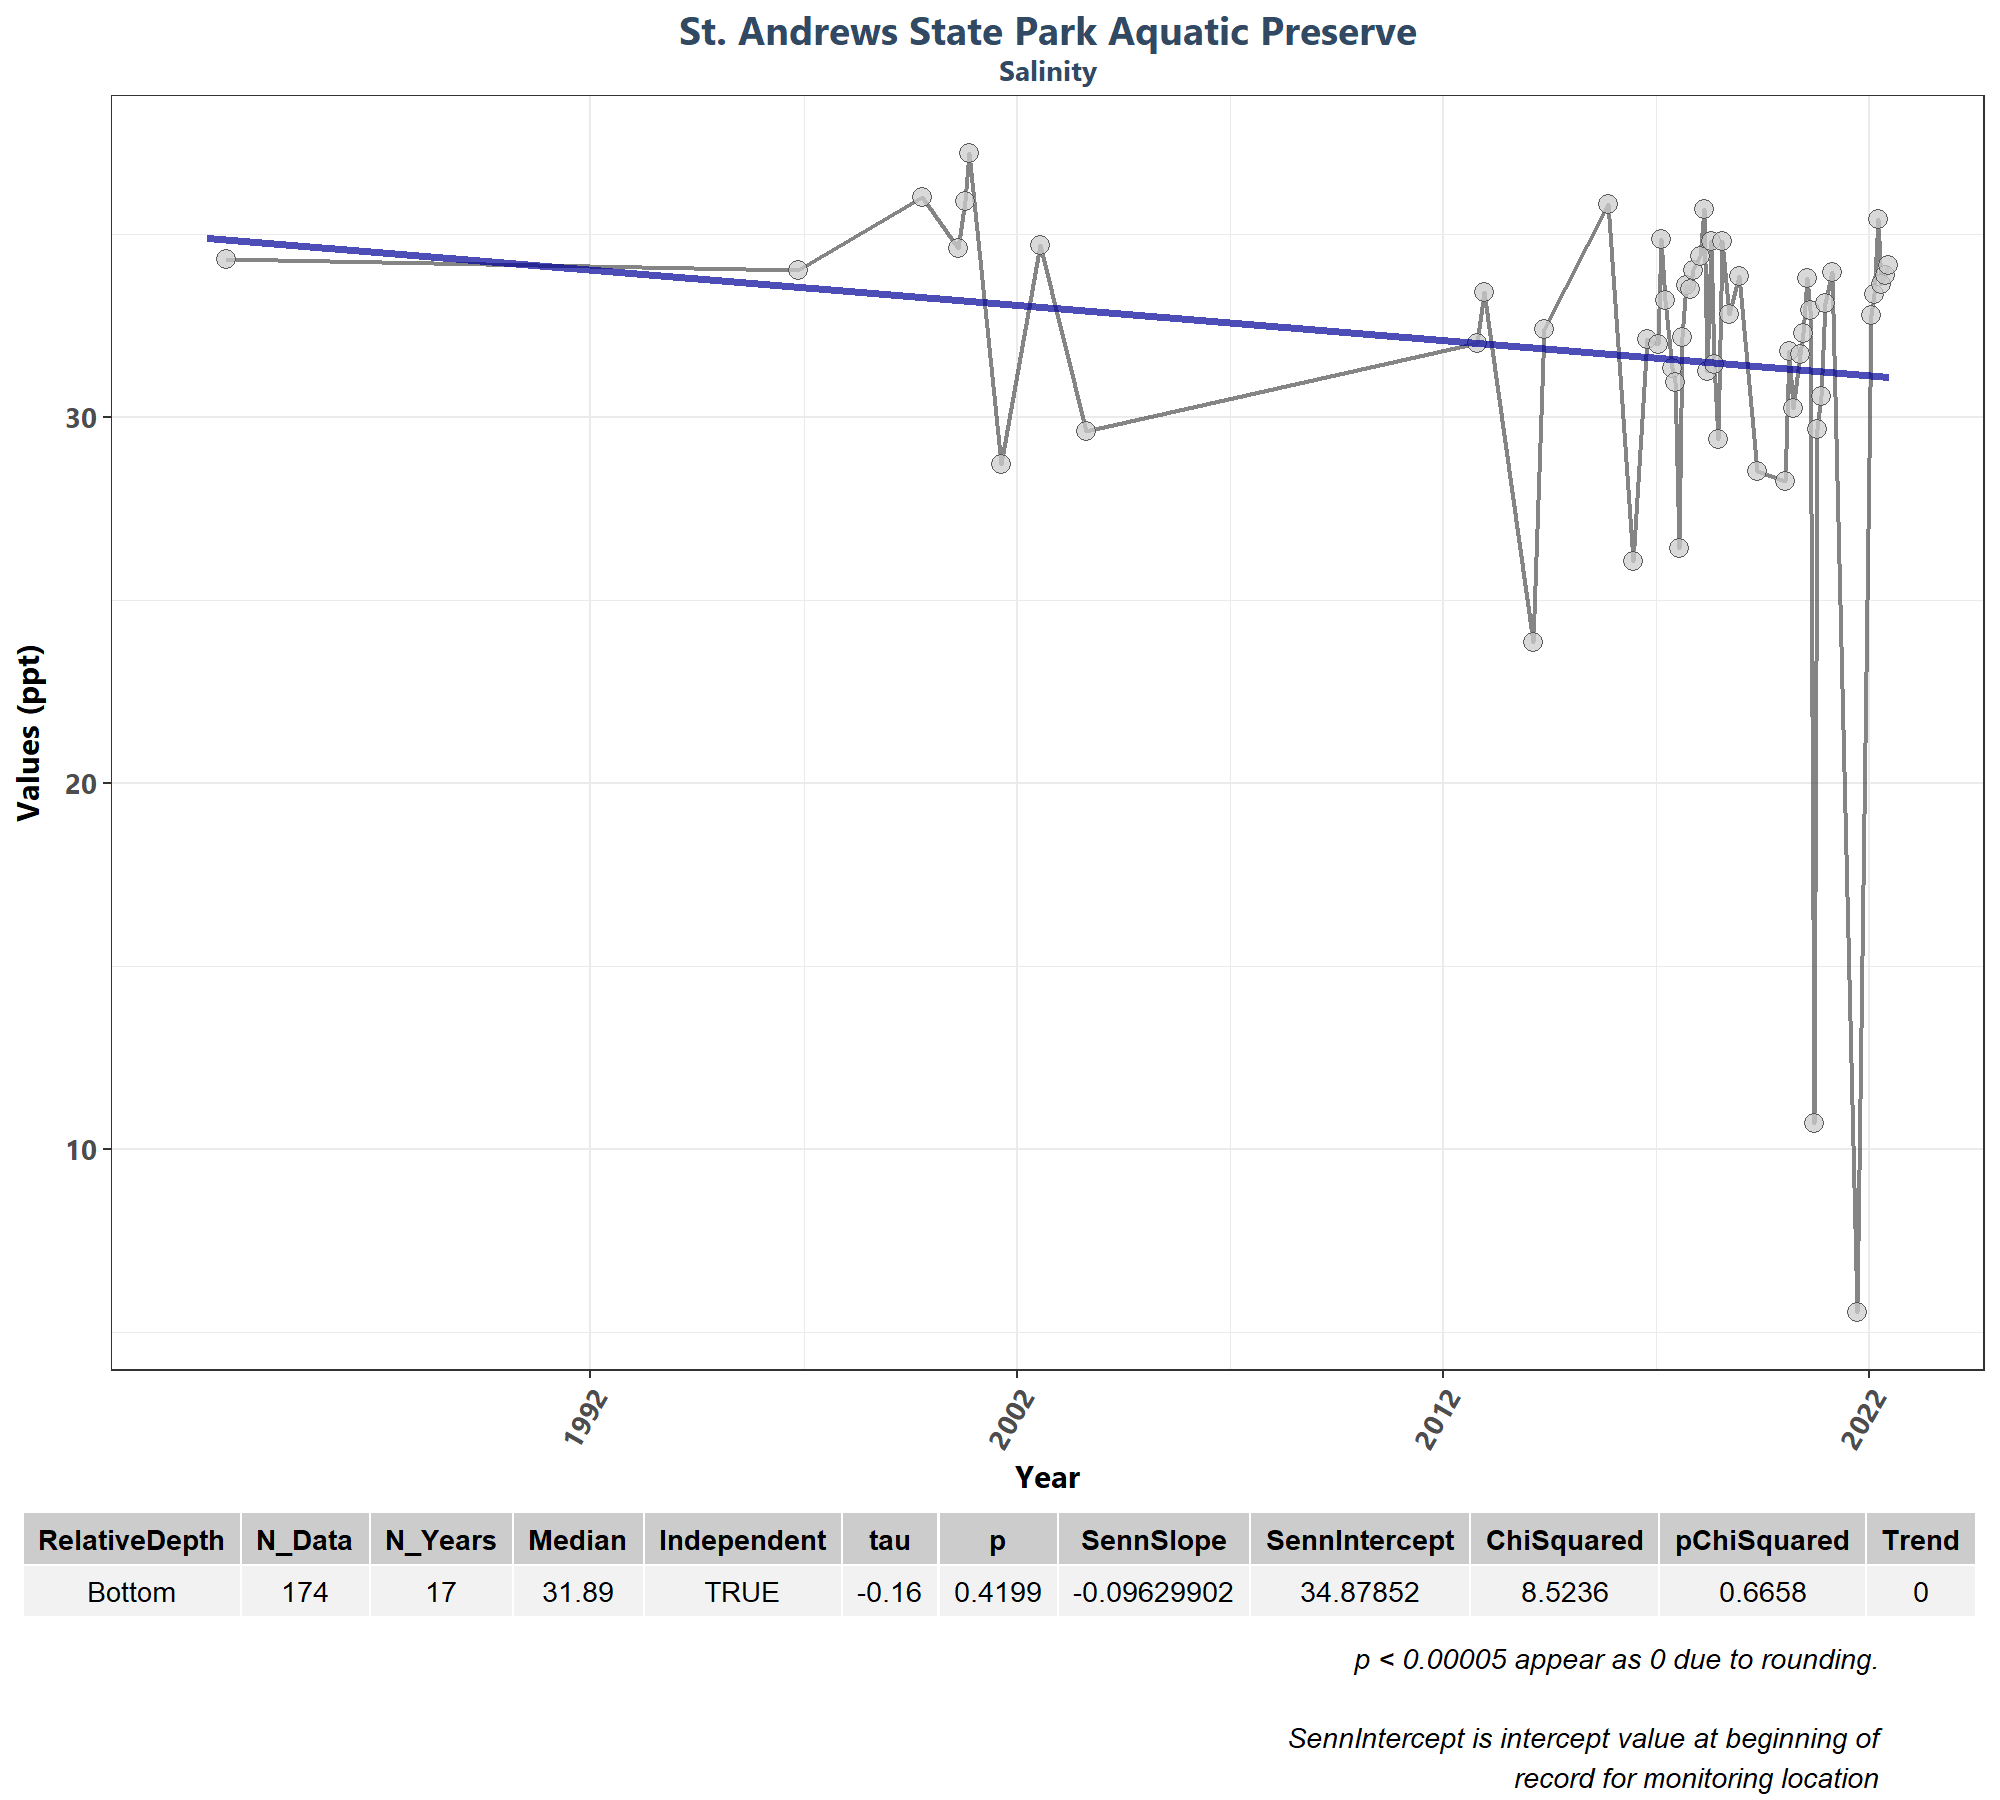 St. Andrews State Park Aquatic Preserve
Salinity
Values (ppt)
30
20
10
1992
2002
2012
2022
Year
RelativeDepth N_Data N_Years Median Independent tau p SennSlope SennIntercept ChiSquared pChiSquared Trend
Bottom 174 17 31.89 TRUE -0.16 0.4199 -0.09629902 34.87852 8.5236 0.6658 0
p < 0.00005 appear as 0 due to rounding.
SennIntercept is intercept value at beginning of
record for monitoring location